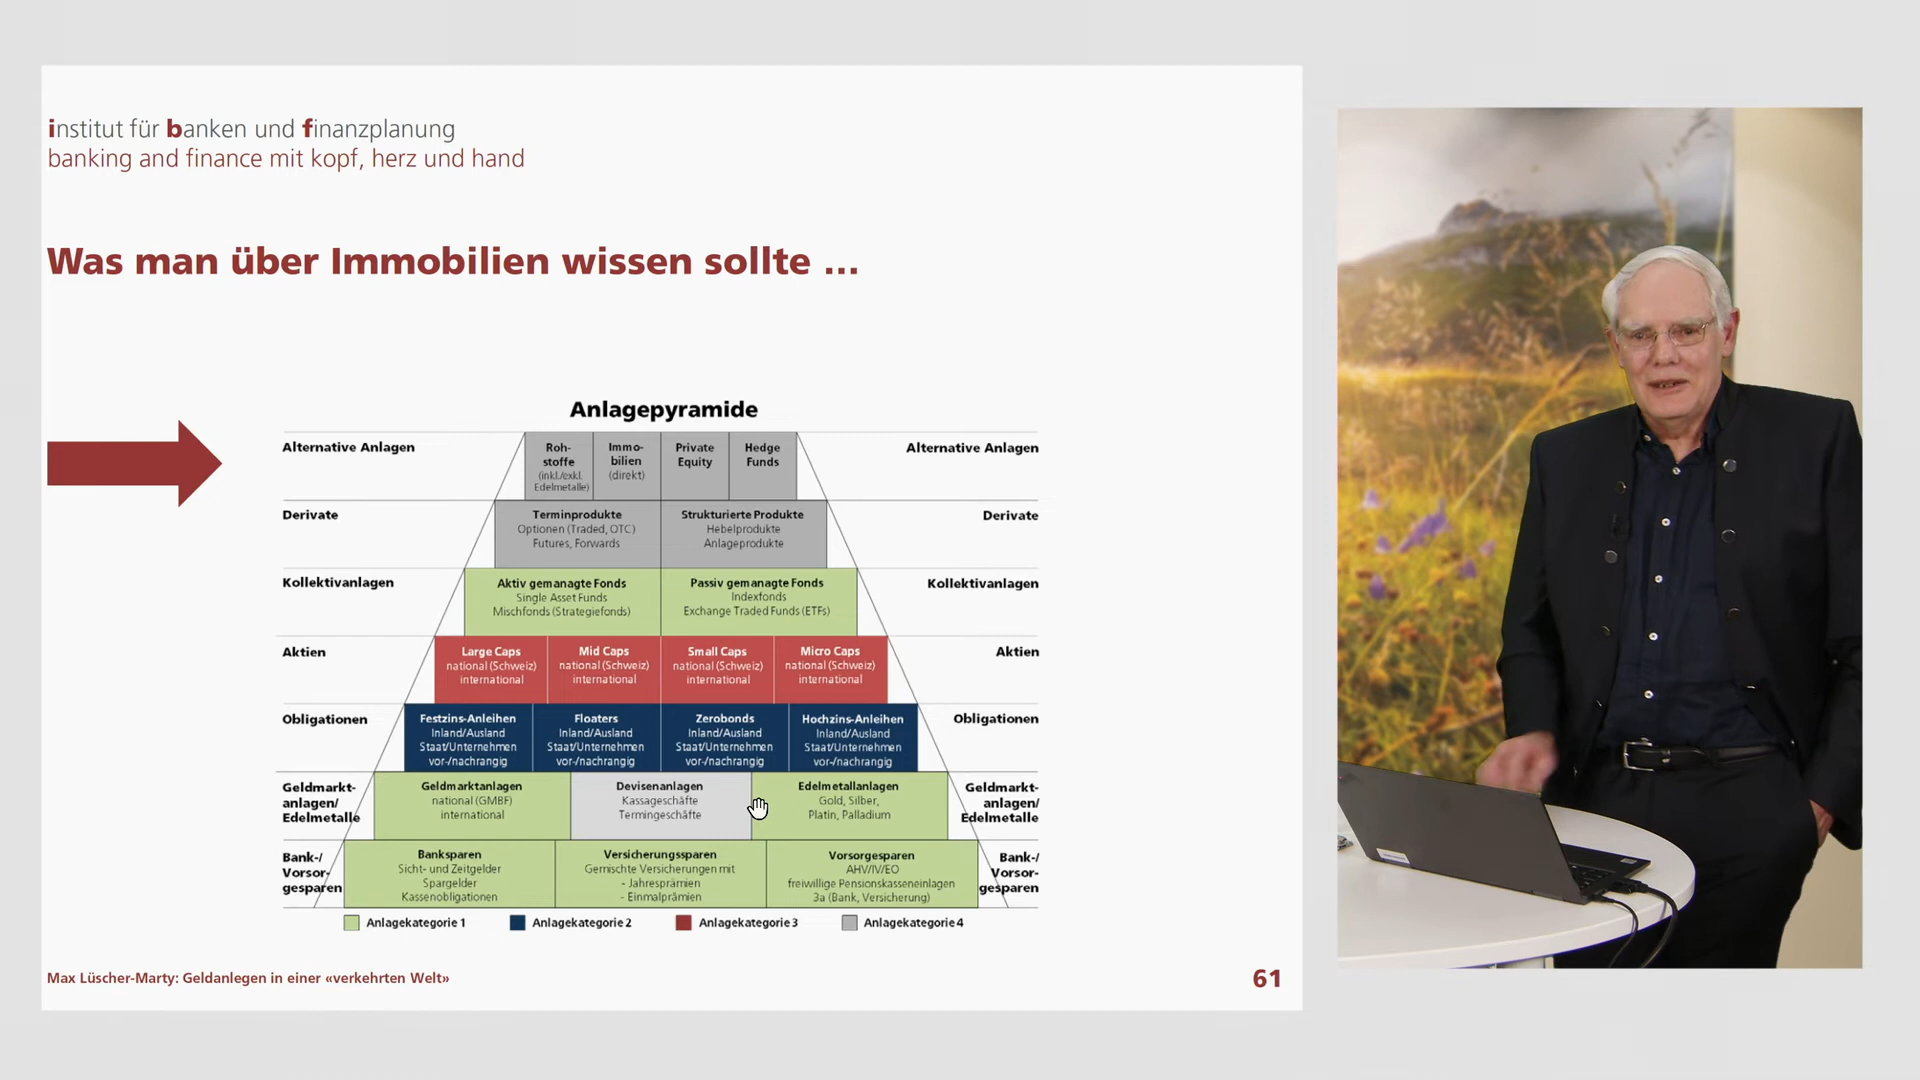 institut für banken und finanzplanung
banking and finance mit kopf, herz und hand
Was man über Immobilien wissen sollte ...
Anlagepyramide
Alternative Anlagen
Roh-
stoffe
(inkl./exkl.
Edelmetalle)
Immo-
bilien
(direkt)
Private
Equity
Hedge
Funds
Alternative Anlagen
Derivate
Terminprodukte
Optionen (Traded, OTC)
Futures, Forwards
Strukturierte Produkte
Hebelprodukte
Anlageprodukte
Derivate
Kollektivanlagen
Aktiv gemanagte Fonds
Single Asset Funds
Mischfonds (Strategiefonds)
Passiv gemanagte Fonds
Indexfonds
Exchange Traded Funds (ETFs)
Kollektivanlagen
Aktien
Large Caps
national (Schweiz)
international
Mid Caps
national (Schweiz)
international
Small Caps
national (Schweiz)
international
Micro Caps
national (Schweiz)
international
Aktien
Obligationen
Festzins-Anleihen
Inland/Ausland
Staat/Unternehmen
vor-/nachrangig
Floaters
Inland/Ausland
Staat/Unternehmen
vor-/nachrangig
Zerobonds
Inland/Ausland
Staat/Unternehmen
vor-/nachrangig
Hochzins-Anleihen
Inland/Ausland
Staat/Unternehmen
vor-/nachrangig
Obligationen
Geldmarkt-
anlagen/
Edelmetalle
Geldmarktanlagen
national (GMBF)
international
Devisenanlagen
Kassageschäfte
Termingeschäfte
Edelmetallanlagen
Gold, Silber,
Platin, Palladium
Geldmarkt-
anlagen/
Edelmetalle
Bank-/
Vorsor-
gesparen
Banksparen
Sicht- und Zeitgelder
Spargelder
Kassenobligationen
Versicherungssparen
Gemischte Versicherungen mit
- Jahresprämien
- Einmalprämien
Vorsorgesparen
AHV/IV/EO
freiwillige Pensionskasseneinlagen
3a (Bank, Versicherung)
Bank-/
Vorsor-
gesparen
Anlagekategorie 1
Anlagekategorie 2
Anlagekategorie 3
Anlagekategorie 4
Max Lüscher-Marty: Geldanlegen in einer «verkehrten Welt»
61